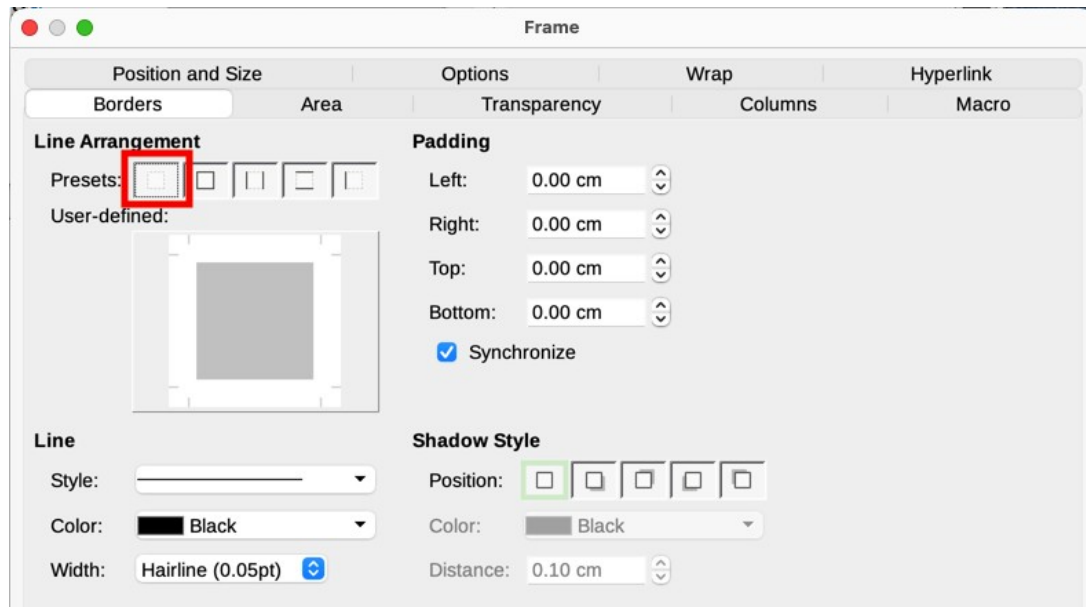 Frame
Position and Size Options Wrap Hyperlink
Borders Area Transparency Columns Macro
Line Arrangement
Presets:
User-defined:
Padding
Left: 0.00 cm
Right: 0.00 cm
Top: 0.00 cm
Bottom: 0.00 cm
Synchronize
Line
Style:
Color: Black
Width: Hairline (0.05pt)
Shadow Style
Position:
Color: Black
Distance: 0.10 cm